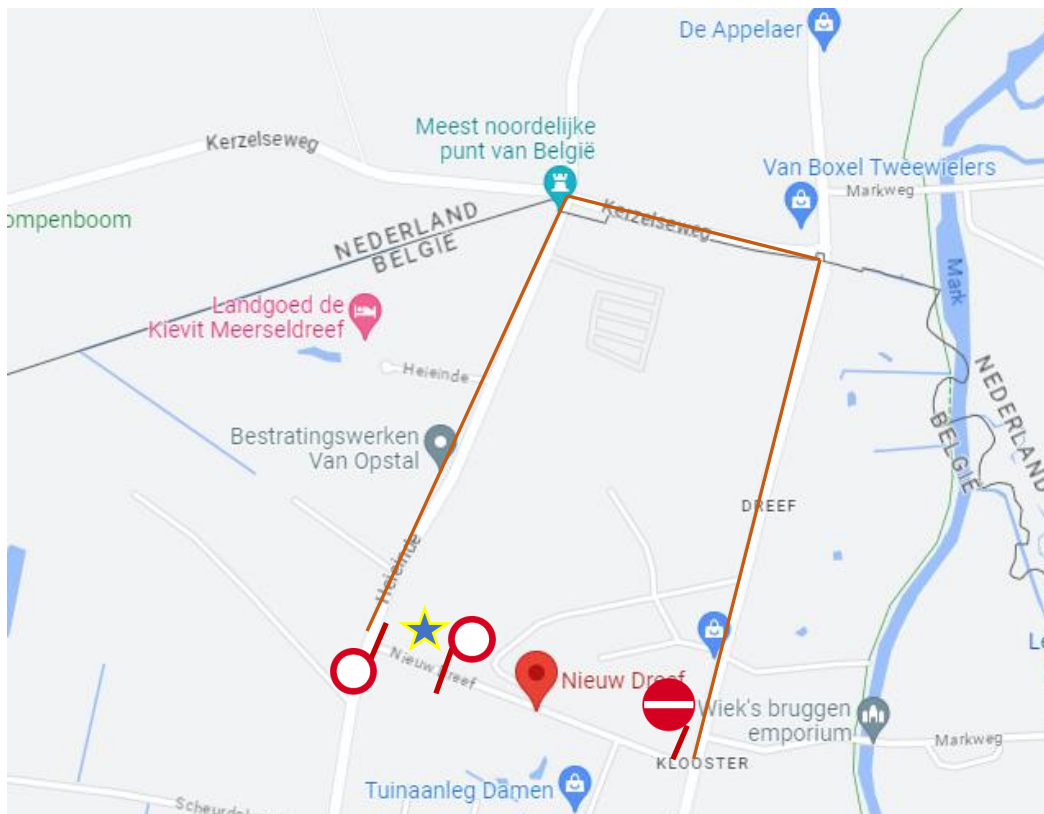 De Appelaer
Meest noordelijke
punt van België
Kerzelseweg
Van Boxel Tweewielers
Markweg
ompenboom
NEDERLAND
BELGIE
Kerzelseweg
Mark
Landgoed de
Kievit Meerseldreef
Heieinde
NEDERLAND
BELGIE
Bestratingswerken
Van Opstal
DREEF
Heieinde
Le
Nieuw Dreef
Nieuw Dreef
Wiek's bruggen
emporium
Markweg
KLOOSTER
Tuinaanleg Damen
Scheurdel